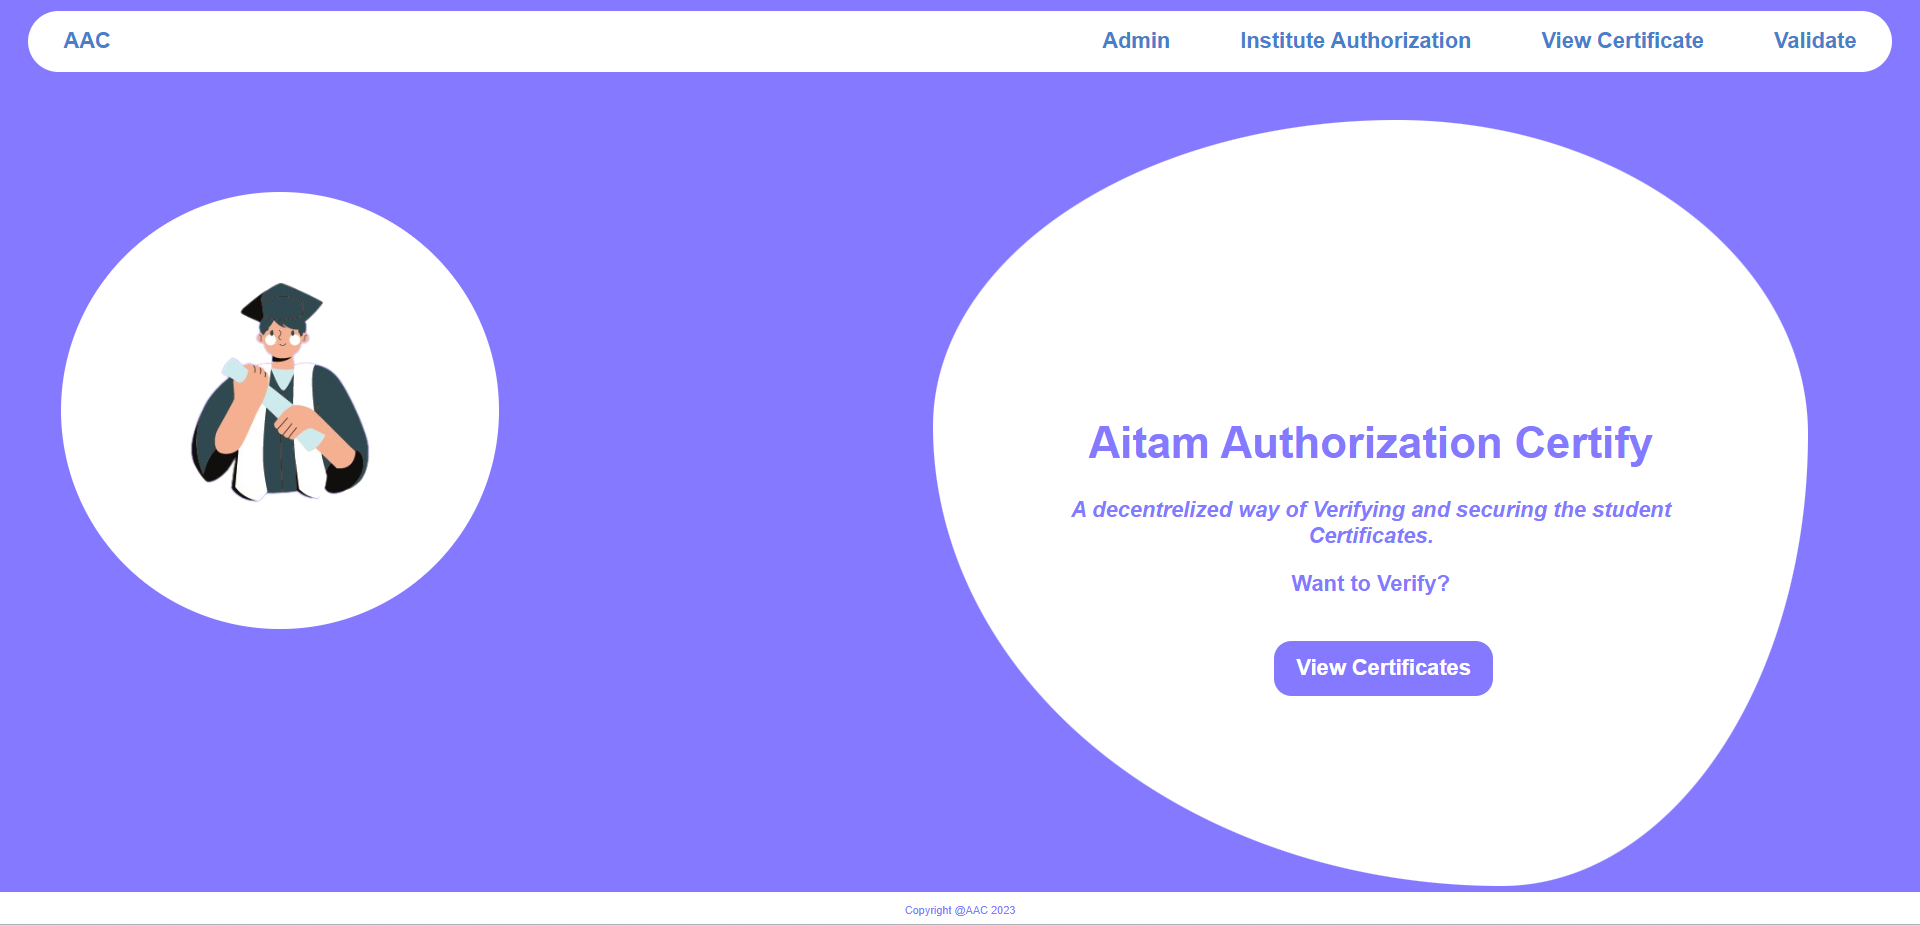 AAC
Admin
Institute Authorization
View Certificate
Validate
Aitam Authorization Certify
A decentrelized way of Verifying and securing the student
Certificates.
Want to Verify?
View Certificates
Copyright @AAC 2023